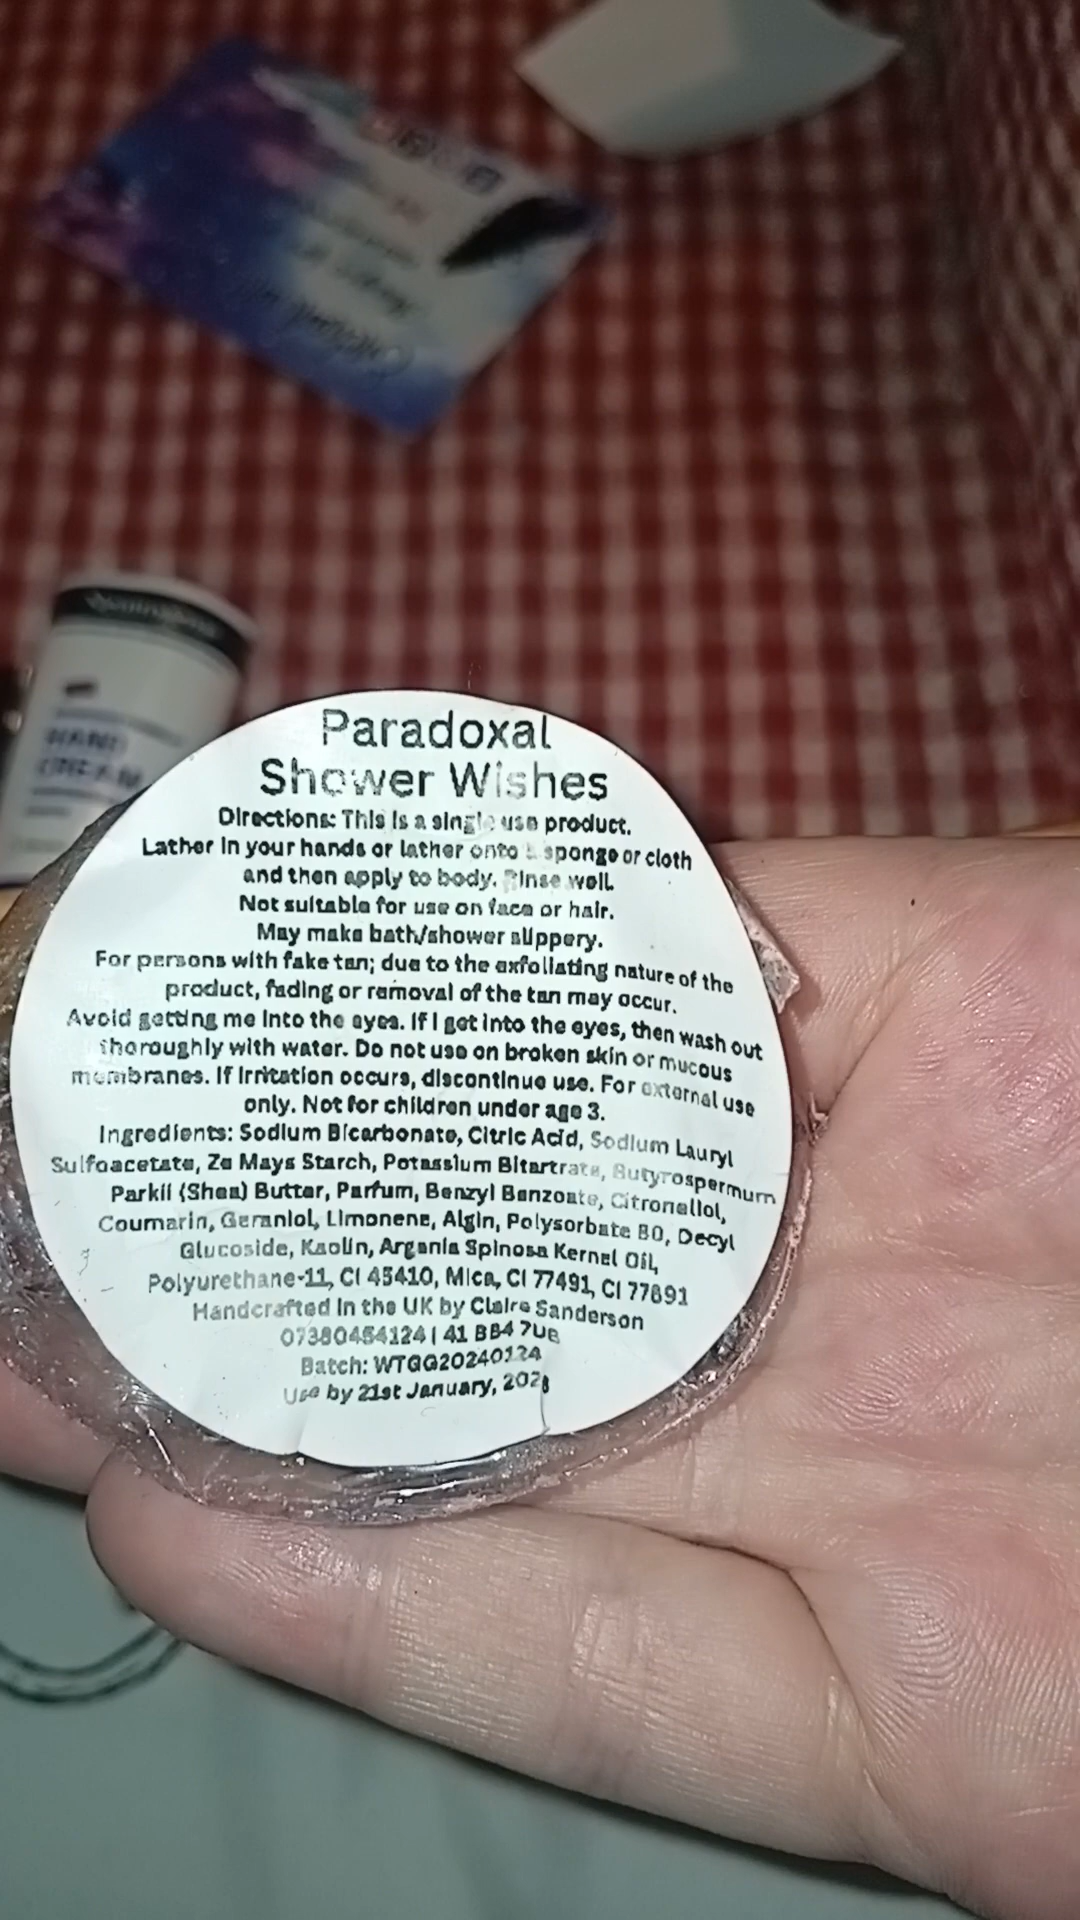 Neutrogena
HAND
CREAM
Paradoxal
Shower Wishes
Directions: This is a single use product.
Lather in your hands or lather onto a sponge or cloth
and then apply to body. Rinse well.
Not suitable for use on face or hair.
May make bath/shower slippery.
For persons with fake tan; due to the exfoliating nature of the
product, fading or removal of the tan may occur.
Avoid getting me into the eyes. If I get into the eyes, then wash out
thoroughly with water. Do not use on broken skin or mucous
membranes. If irritation occurs, discontinue use. For external use
only. Not for children under age 3.
Ingredients: Sodium Bicarbonate, Citric Acid, Sodium Lauryl
Sulfoacetate, Ze Mays Starch, Potassium Bitartrate, Butyrospermum
Parkii (Shea) Butter, Parfum, Benzyl Benzoate, Citronellol,
Coumarin, Geraniol, Limonene, Algin, Polysorbate 80, Decyl
Glucoside, Kaolin, Argania Spinosa Kernel Oil,
Polyurethane-11, CI 45410, Mica, CI 77491, CI 77891
Handcrafted in the UK by Claire Sanderson
07380454124 | 41 BB4 7UE
Batch: WTGG20240124
Use by 21st January,